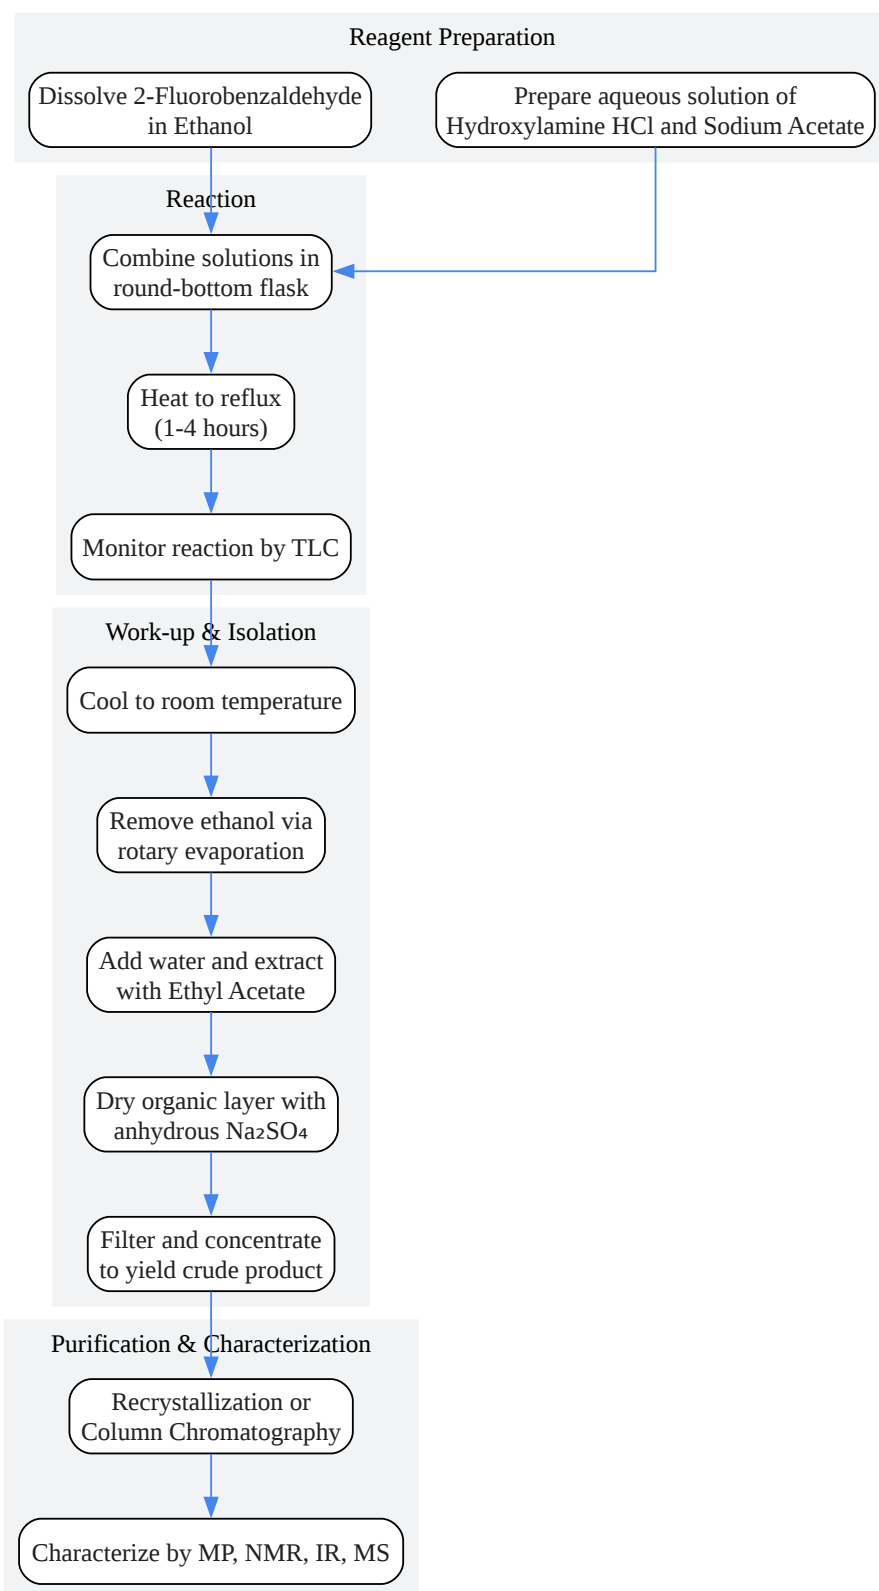 Reagent Preparation
Dissolve 2-Fluorobenzaldehyde
in Ethanol
Prepare aqueous solution of
Hydroxylamine HCl and Sodium Acetate
Reaction
Combine solutions in
round-bottom flask
Heat to reflux
(1-4 hours)
Monitor reaction by TLC
Work-up & Isolation
Cool to room temperature
Remove ethanol via
rotary evaporation
Add water and extract
with Ethyl Acetate
Dry organic layer with
anhydrous Na₂SO₄
Filter and concentrate
to yield crude product
Purification & Characterization
Recrystallization or
Column Chromatography
Characterize by MP, NMR, IR, MS